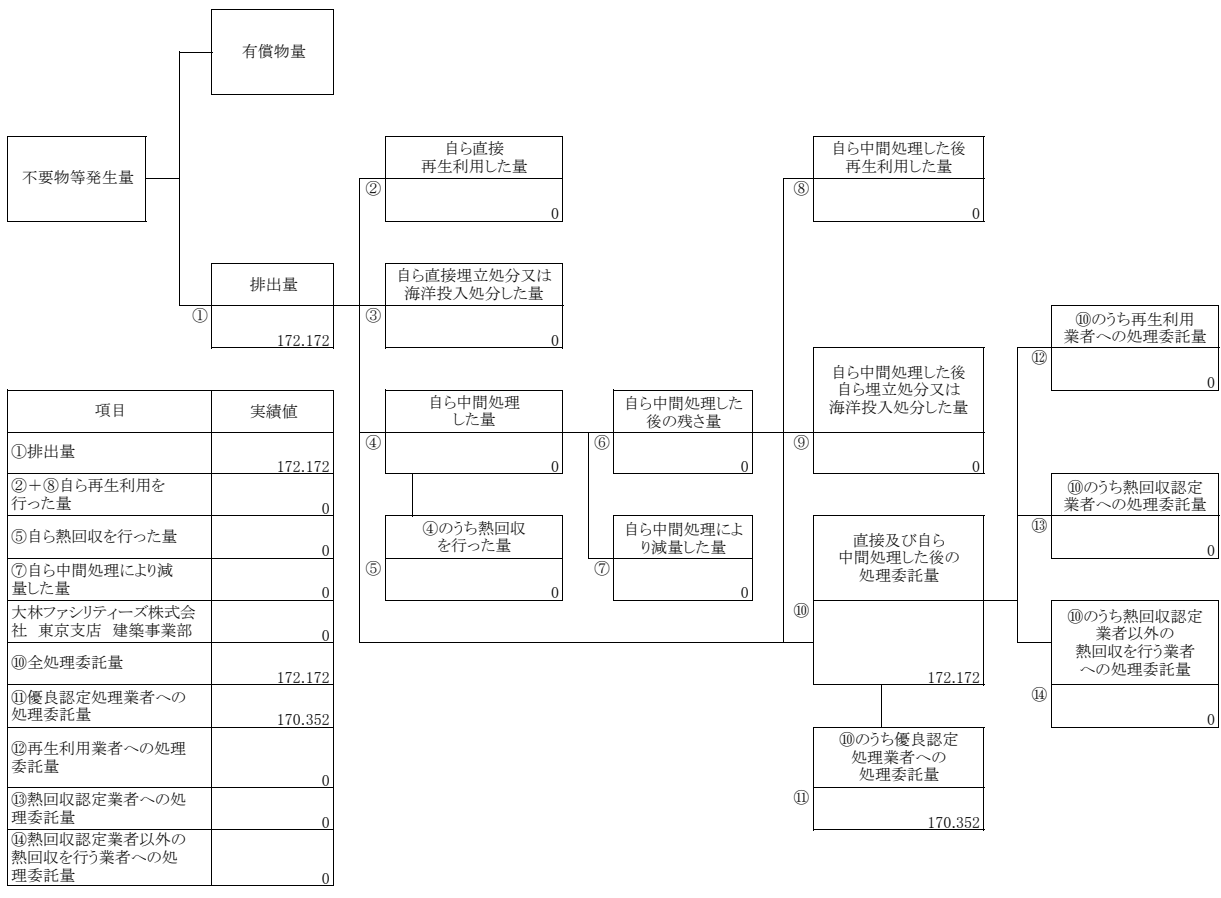 有償物量
不要物等発生量
排出量
①
172.172
自ら直接
再生利用した量
②
0
自ら直接埋立処分又は
海洋投入処分した量
③
0
自ら中間処理
した量
④
0
④のうち熱回収
を行った量
⑤
0
自ら中間処理した
後の残さ量
⑥
0
自ら中間処理によ
り減量した量
⑦
0
自ら中間処理した後
再生利用した量
⑧
0
自ら中間処理した後
自ら埋立処分又は
海洋投入処分した量
⑨
0
直接及び自ら
中間処理した後の
処理委託量
⑩
172.172
⑩のうち優良認定
処理業者への
処理委託量
⑪
170.352
⑩のうち再生利用
業者への処理委託量
⑫
0
⑩のうち熱回収認定
業者への処理委託量
⑬
0
⑩のうち熱回収認定
業者以外の
熱回収を行う業者
への処理委託量
⑭
0
項目 実績値
①排出量
172.172
②+⑧自ら再生利用を
行った量
0
⑤自ら熱回収を行った量
0
⑦自ら中間処理により減
量した量
0
大林ファシリティーズ株式会
社 東京支店 建築事業部
0
⑩全処理委託量
172.172
⑪優良認定処理業者への
処理委託量
170.352
⑫再生利用業者への処理
委託量
0
⑬熱回収認定業者への処
理委託量
0
⑭熱回収認定業者以外の
熱回収を行う業者への処
理委託量
0